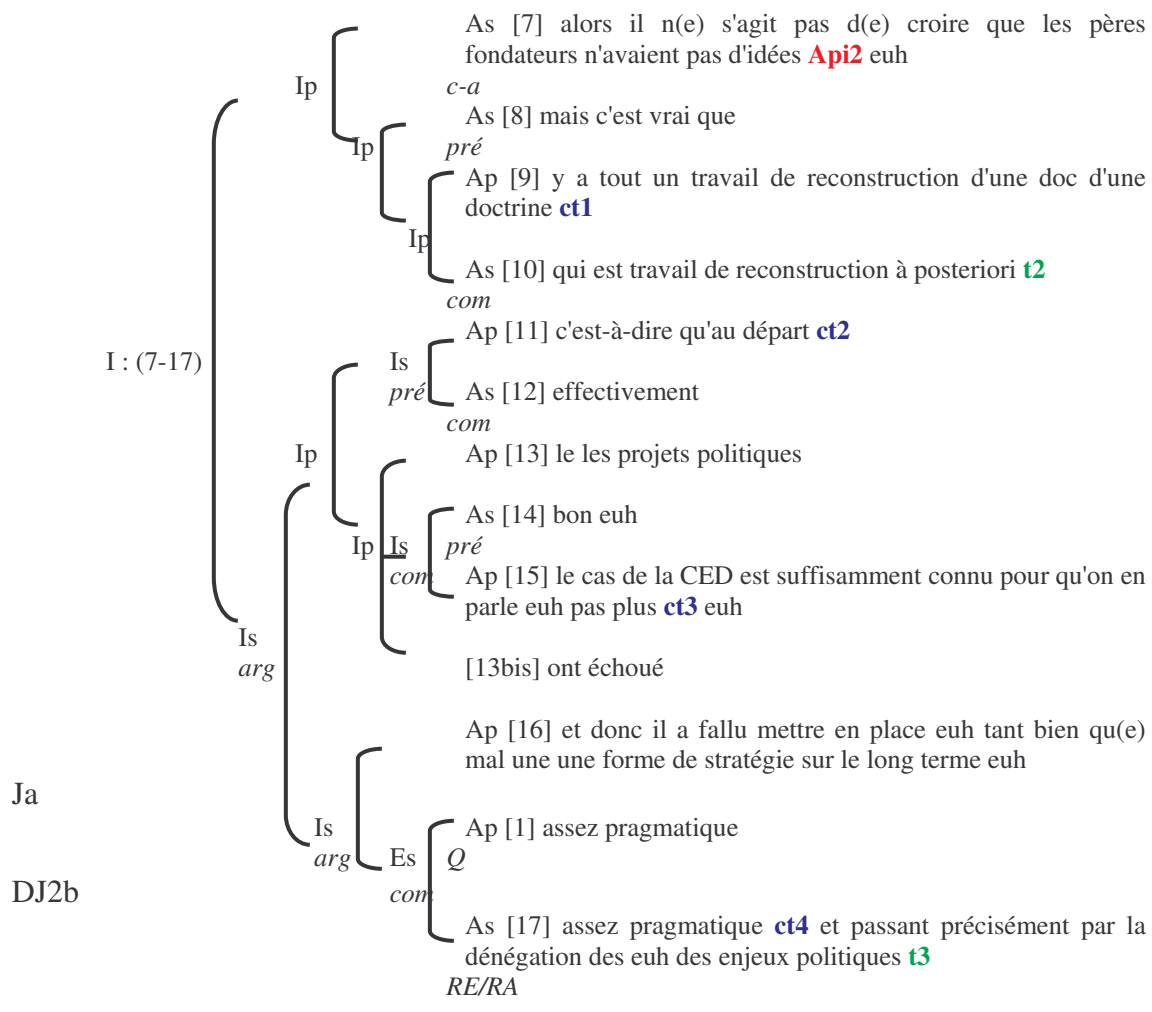 As [7] alors il n(e) s'agit pas d(e) croire que les pères
fondateurs n'avaient pas d'idées Api2 euh
Ip
c-a
As [8] mais c'est vrai que
Ip
pré
Ap [9] y a tout un travail de reconstruction d'une doc d'une
doctrine ct1
Ip
As [10] qui est travail de reconstruction à posteriori t2
com
Ap [11] c'est-à-dire qu'au départ ct2
I : (7-17)
Is
pré
As [12] effectivement
com
Ip
Ap [13] le les projets politiques
As [14] bon euh
Ip
Is
pré
com
Ap [15] le cas de la CED est suffisamment connu pour qu'on en
parle euh pas plus ct3 euh
Is
arg
[13bis] ont échoué
Ap [16] et donc il a fallu mettre en place euh tant bien qu(e)
mal une une forme de stratégie sur le long terme euh
Ja
Is
arg
Ap [1] assez pragmatique
Es
Q
DJ2b
com
As [17] assez pragmatique ct4 et passant précisément par la
dénégation des euh des enjeux politiques t3
RE/RA